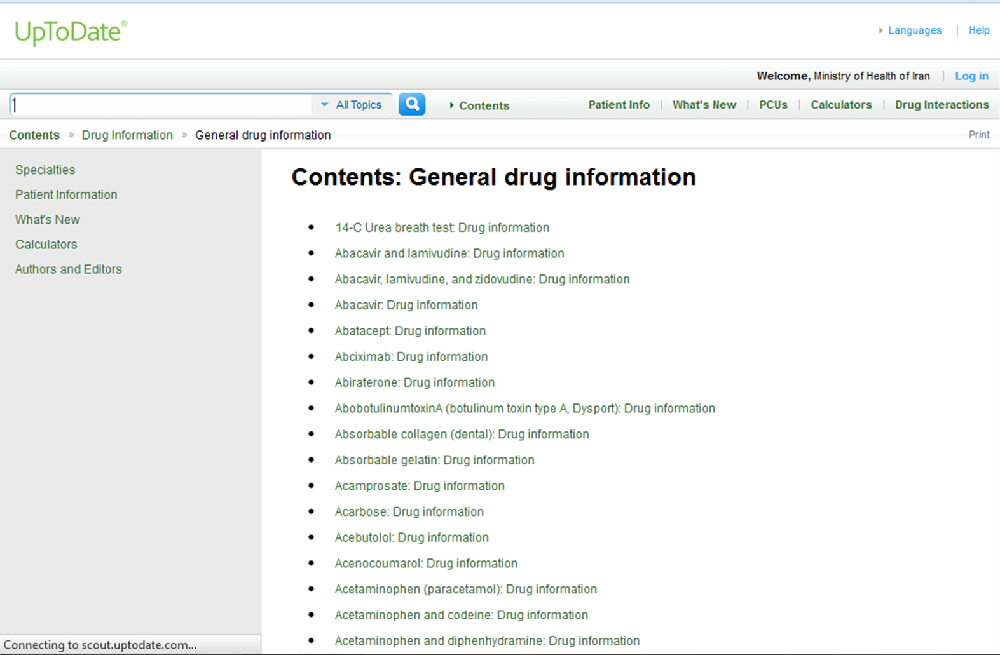 UpToDate®
Languages | Help
Welcome, Ministry of Health of Iran | Log in
All Topics Contents Patient Info | What's New | PCUs | Calculators | Drug Interactions
Contents » Drug Information » General drug information Print
Specialties
Patient Information
What's New
Calculators
Authors and Editors
Contents: General drug information
• 14-C Urea breath test: Drug information
• Abacavir and lamivudine: Drug information
• Abacavir, lamivudine, and zidovudine: Drug information
• Abacavir: Drug information
• Abatacept: Drug information
• Abciximab: Drug information
• Abiraterone: Drug information
• AbobotulinumtoxinA (botulinum toxin type A, Dysport): Drug information
• Absorbable collagen (dental): Drug information
• Absorbable gelatin: Drug information
• Acamprosate: Drug information
• Acarbose: Drug information
• Acebutolol: Drug information
• Acenocoumarol: Drug information
• Acetaminophen (paracetamol): Drug information
• Acetaminophen and codeine: Drug information
• Acetaminophen and diphenhydramine: Drug information
Connecting to scout.uptodate.com...